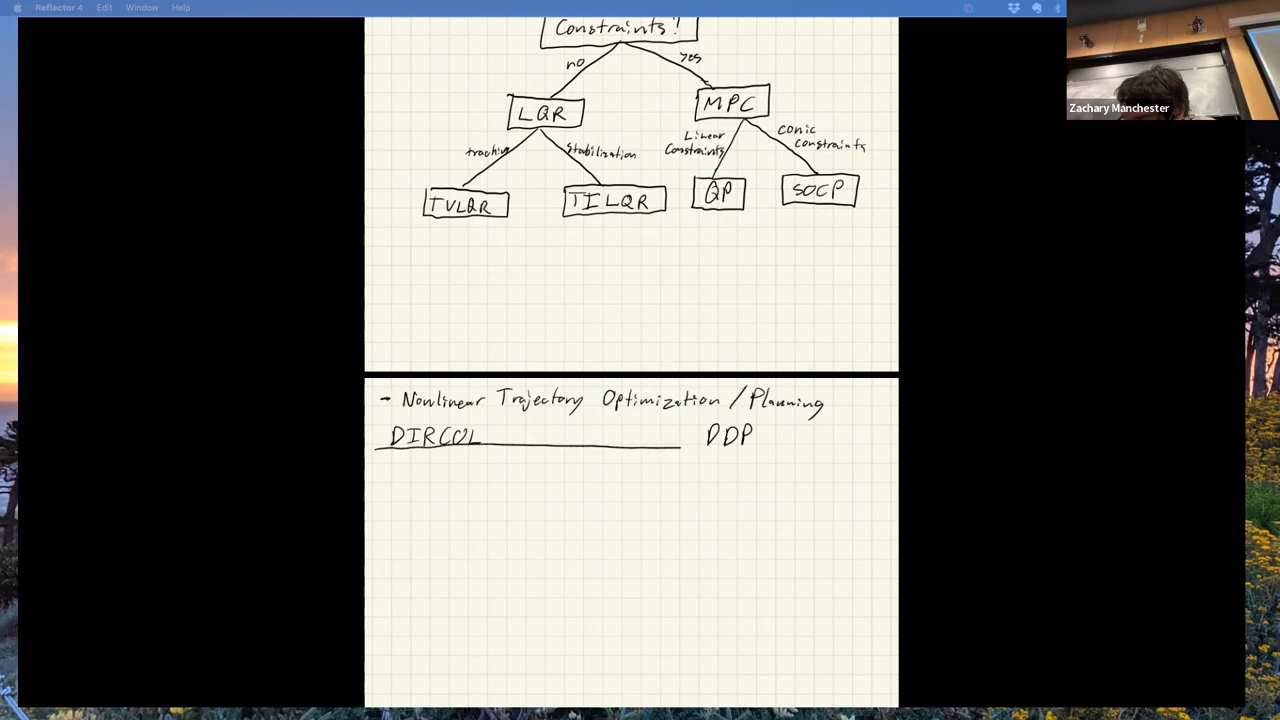 Reflector 4 Edit Window Help
Constraints?
no
yes
LQR
MPC
tracking
Stabilization
Linear
Constraints
conic
constraints
TVLQR
TILQR
QP
SOCP
Zachary Manchester
- Nonlinear Trajectory Optimization / Planning
DIRCOL
DDP